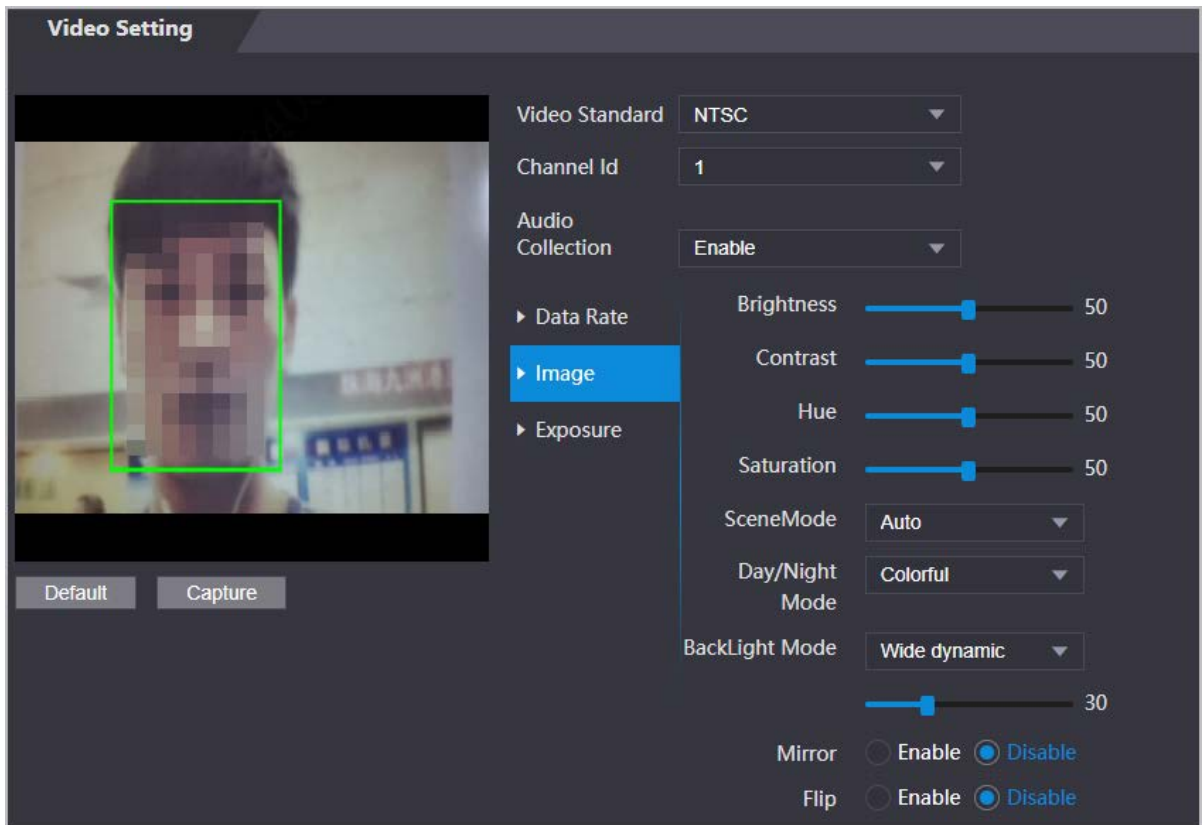 Video Setting
Video Standard
NTSC
Channel Id
1
Audio
Collection
Enable
Data Rate
Image
Exposure
Brightness
50
Contrast
50
Hue
50
Saturation
50
SceneMode
Auto
Day/Night
Mode
Colorful
BackLight Mode
Wide dynamic
30
Mirror
Enable
Disable
Flip
Enable
Disable
Default
Capture